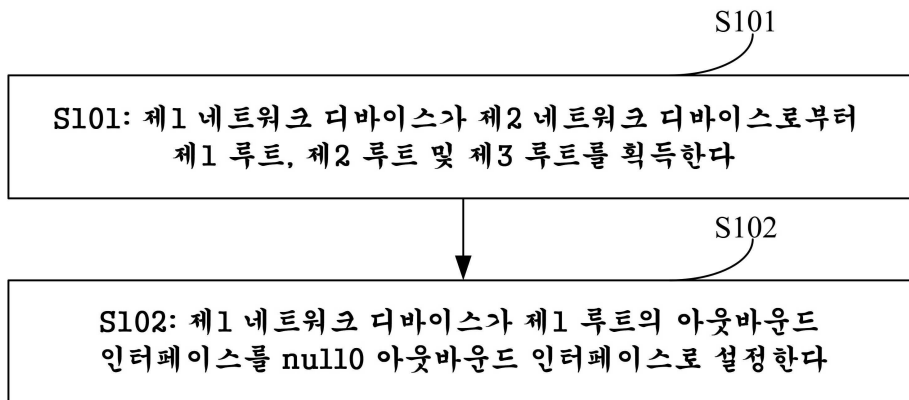 S101
S101: 제1 네트워크 디바이스가 제2 네트워크 디바이스로부터
제1 루트, 제2 루트 및 제3 루트를 획득한다
S102
S102: 제1 네트워크 디바이스가 제1 루트의 아웃바운드
인터페이스를 null0 아웃바운드 인터페이스로 설정한다